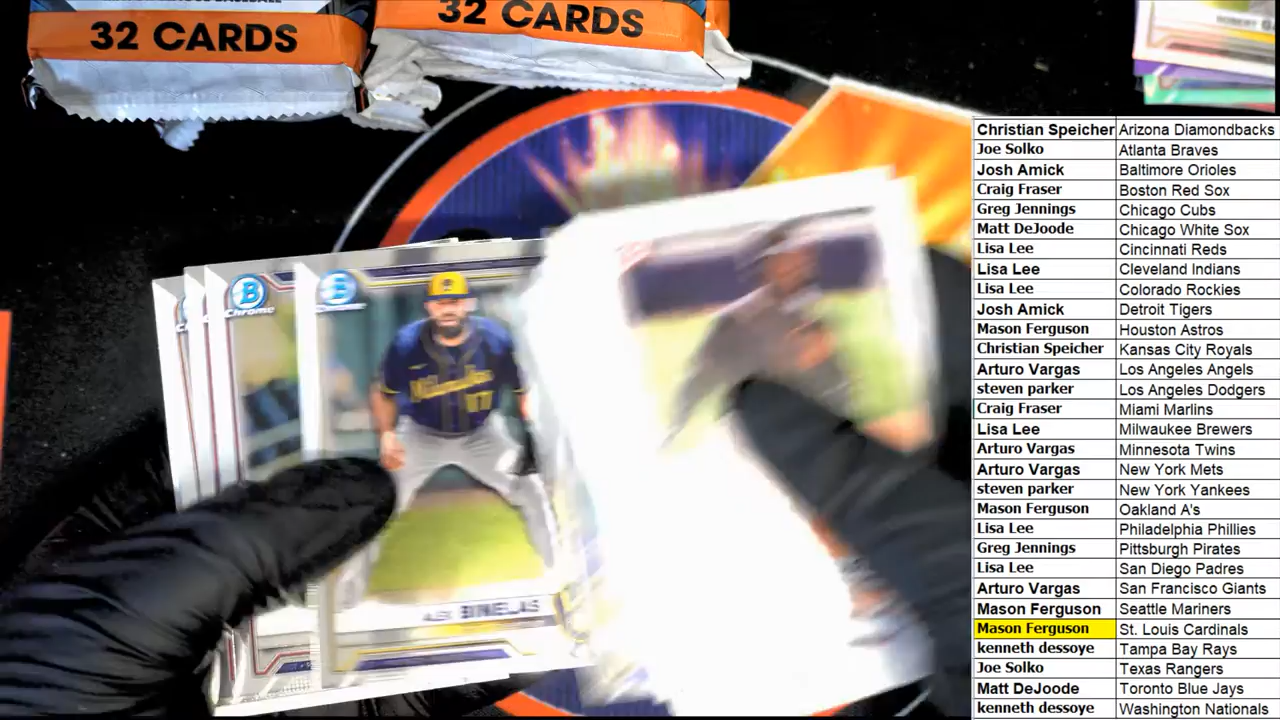 32 CARDS
32 CARDS
ROBERT
Christian Speicher Arizona Diamondbacks
Joe Solko Atlanta Braves
Josh Amick Baltimore Orioles
Craig Fraser Boston Red Sox
Greg Jennings Chicago Cubs
Matt DeJoode Chicago White Sox
Lisa Lee Cincinnati Reds
Lisa Lee Cleveland Indians
Lisa Lee Colorado Rockies
Josh Amick Detroit Tigers
Mason Ferguson Houston Astros
Christian Speicher Kansas City Royals
Arturo Vargas Los Angeles Angels
steven parker Los Angeles Dodgers
Craig Fraser Miami Marlins
Lisa Lee Milwaukee Brewers
Arturo Vargas Minnesota Twins
Arturo Vargas New York Mets
steven parker New York Yankees
Mason Ferguson Oakland A's
Lisa Lee Philadelphia Phillies
Greg Jennings Pittsburgh Pirates
Lisa Lee San Diego Padres
Arturo Vargas San Francisco Giants
Mason Ferguson Seattle Mariners
Mason Ferguson St. Louis Cardinals
kenneth dessoye Tampa Bay Rays
Joe Solko Texas Rangers
Matt DeJoode Toronto Blue Jays
kenneth dessoye Washington Nationals
B
Chrome
B
Chrome
Milwaukee
ALEX BINELAS